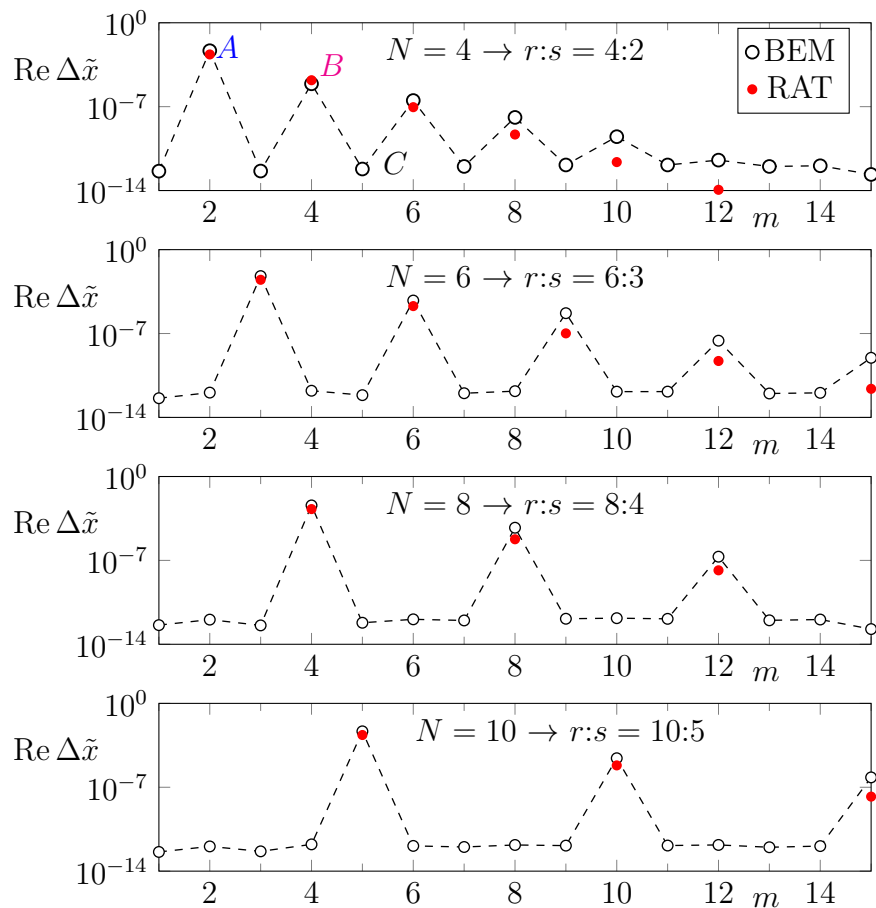 10^0
Re Δx̃
10^−7
10^−14
A
B
C
N = 4 → r:s = 4:2
BEM
RAT
2 4 6 8 10 12 14
m
10^0
Re Δx̃
10^−7
10^−14
N = 6 → r:s = 6:3
2 4 6 8 10 12 14
m
10^0
Re Δx̃
10^−7
10^−14
N = 8 → r:s = 8:4
2 4 6 8 10 12 14
m
10^0
Re Δx̃
10^−7
10^−14
N = 10 → r:s = 10:5
2 4 6 8 10 12 14
m